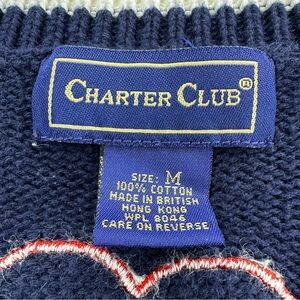 CHARTER CLUB®
SIZE: M
100% COTTON
MADE IN BRITISH
HONG KONG
WPL 8046
CARE ON REVERSE